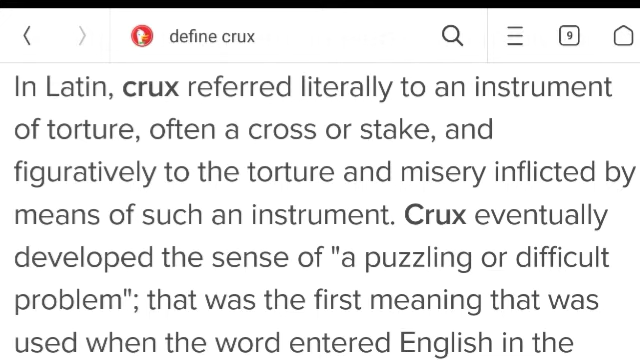 define crux
9
In Latin, crux referred literally to an instrument
of torture, often a cross or stake, and
figuratively to the torture and misery inflicted by
means of such an instrument. Crux eventually
developed the sense of "a puzzling or difficult
problem"; that was the first meaning that was
used when the word entered English in the